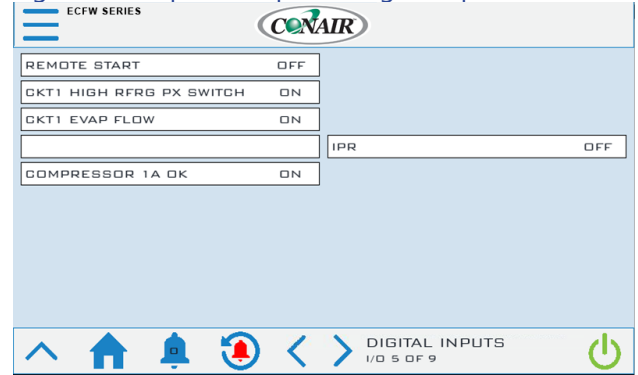 ECFW SERIES
CONAIR
REMOTE START OFF
CKT1 HIGH RFRG PX SWITCH ON
CKT1 EVAP FLOW ON
IPR OFF
COMPRESSOR 1A OK ON
0
DIGITAL INPUTS
I/O 5 OF 9